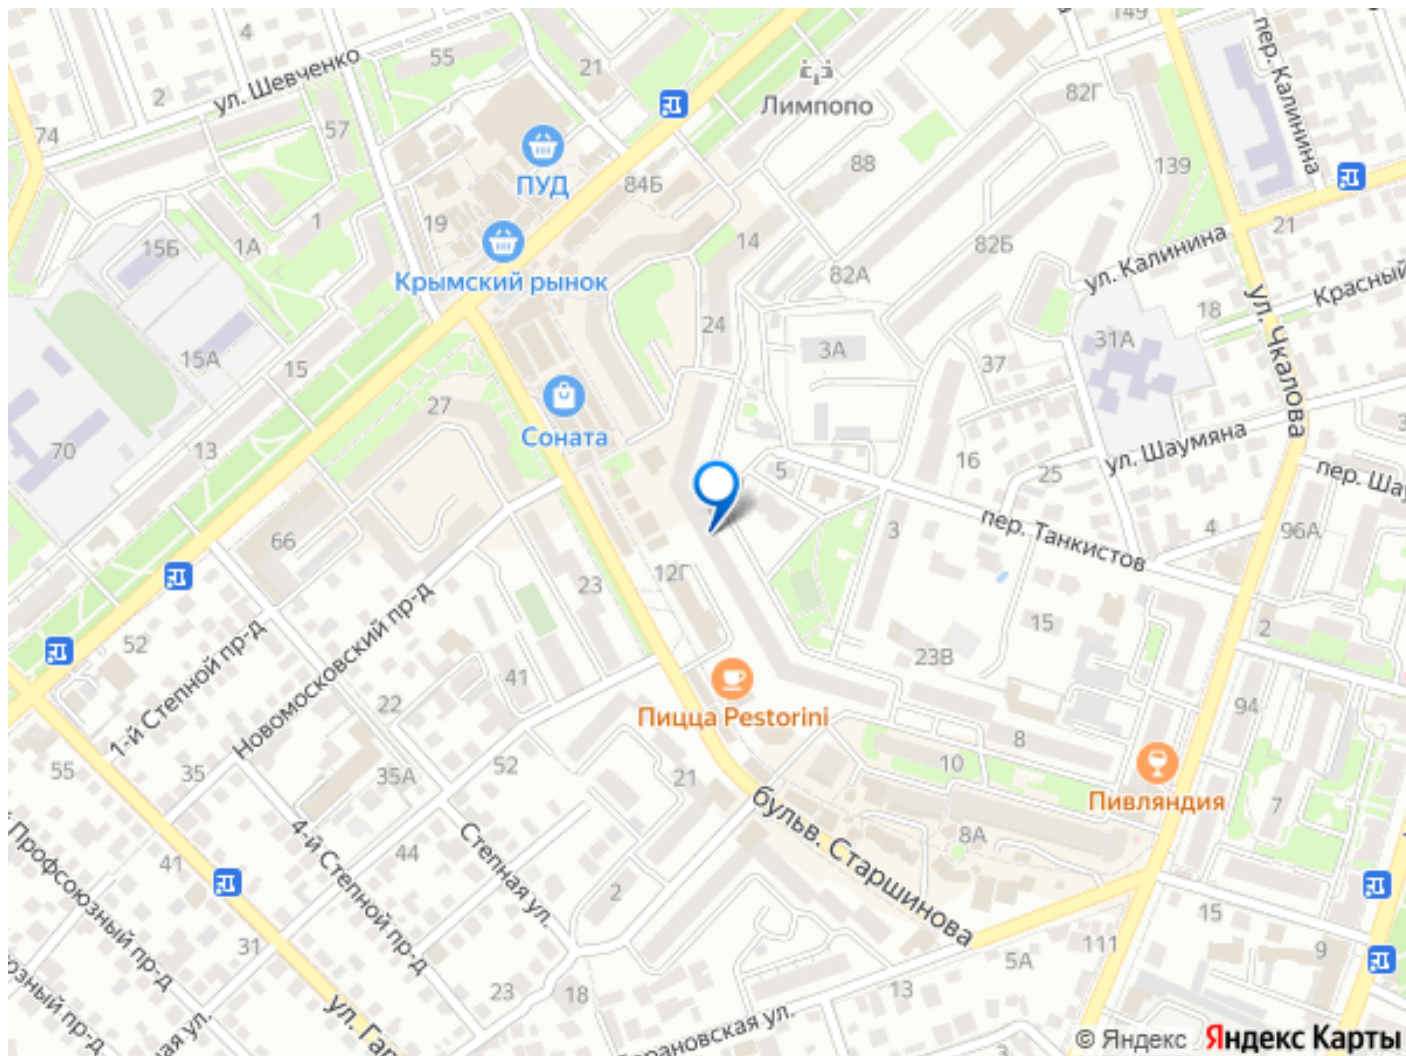 149
4
55
21
ул. Шевченко
2
57
74
Лимпопо
82Г
пер. Калинина
ПУД
88
139
84Б
19
1
1А
15Б
14
82Б
21
ул. Калинина
Крымский рынок
82А
Красный
18
24
ул. Чкалова
31А
3А
37
15А
15
27
Соната
13
70
ул. Шаумяна
16
25
5
пер. Шау
пер. Танкистов
3
4
96А
66
12Г
23
Новомосковский пр-д
1-й Степной пр-д
52
15
2
23В
41
22
94
Пицца Pestorini
8
10
52
55
35
35А
21
Пивляндия
7
бульв. Старшинова
8А
4-й Степной пр-д
Степная ул.
44
41
Профсоюзный пр-д
2
15
9
111
5А
31
23
18
13
ул. Гаг
© Яндекс Яндекс Карты